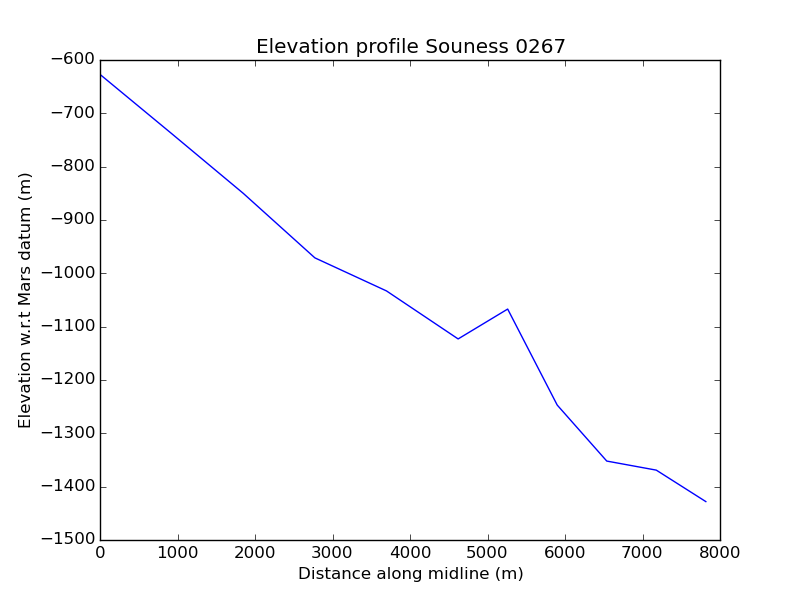 Elevation profile Souness 0267
−600
−700
−800
−900
−1000
−1100
−1200
−1300
−1400
−1500
Elevation w.r.t Mars datum (m)
0 1000 2000 3000 4000 5000 6000 7000 8000
Distance along midline (m)